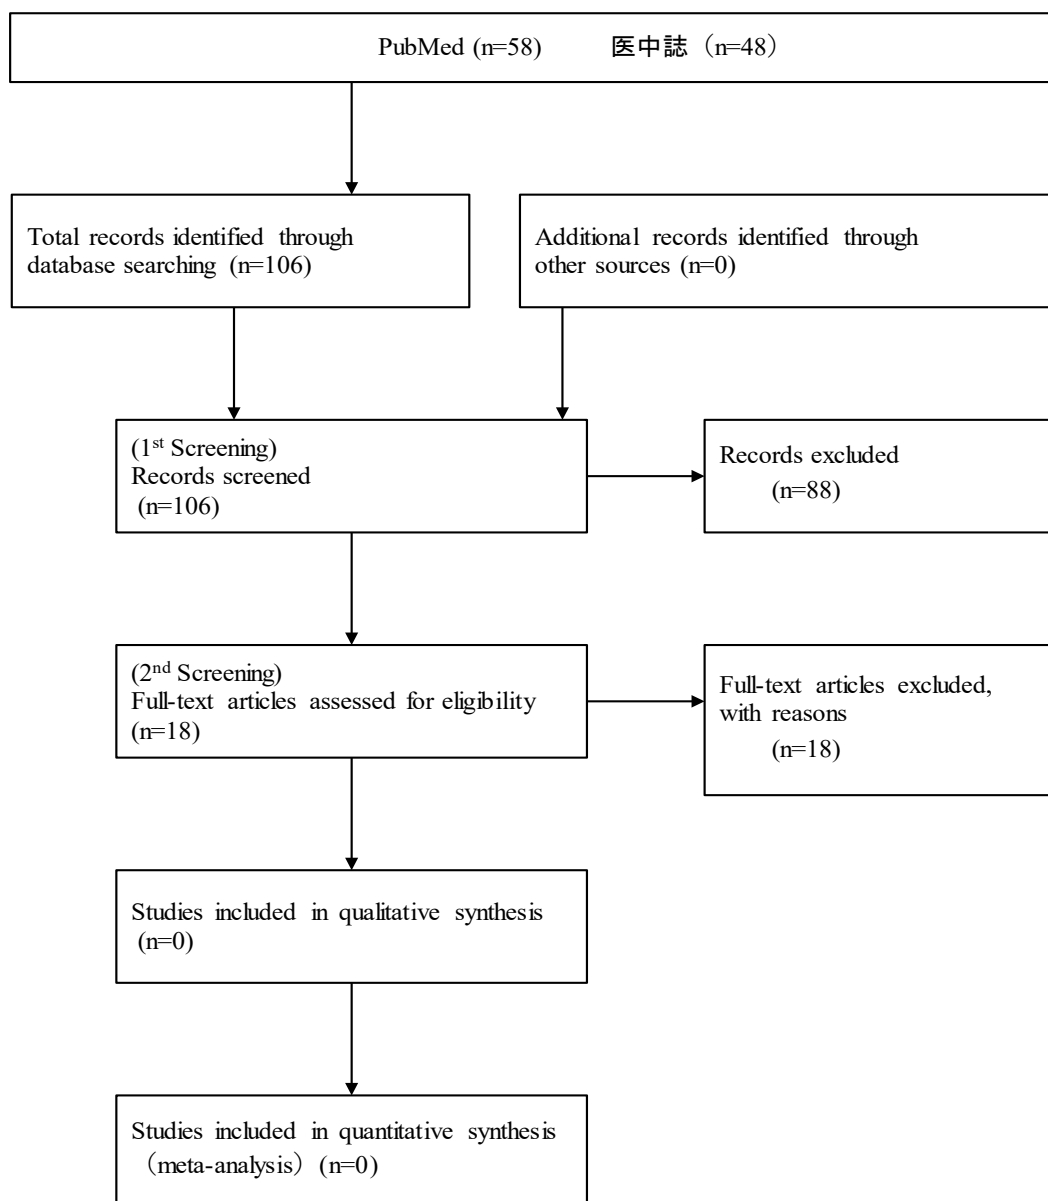 PubMed (n=58) 医中誌（n=48）
Total records identified through
database searching (n=106)
Additional records identified through
other sources (n=0)
(1st Screening)
Records screened
(n=106)
Records excluded
(n=88)
(2nd Screening)
Full-text articles assessed for eligibility
(n=18)
Full-text articles excluded,
with reasons
(n=18)
Studies included in qualitative synthesis
(n=0)
Studies included in quantitative synthesis
（meta-analysis）(n=0)